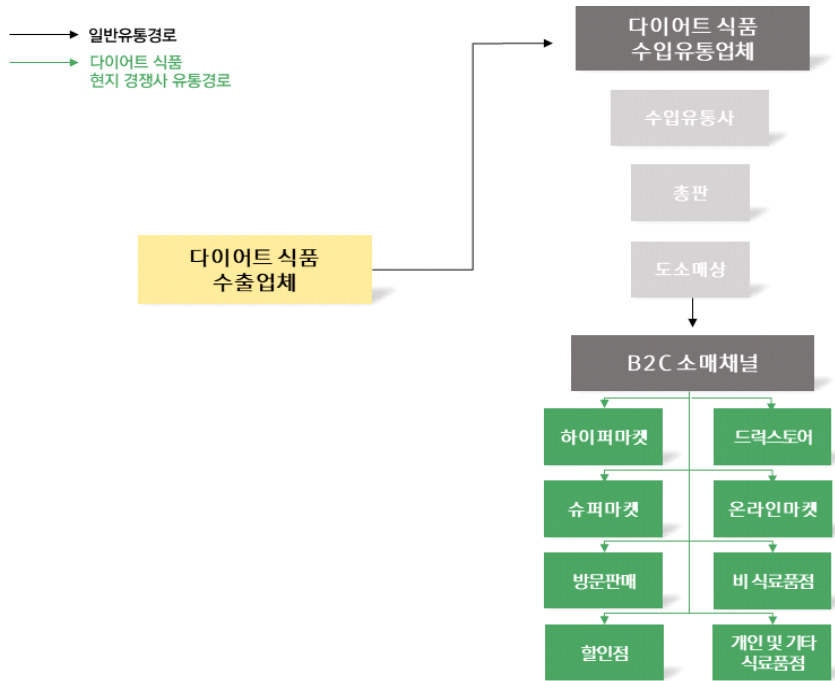 일반유통경로
다이어트 식품
현지 경쟁사 유통경로
다이어트 식품
수출업체
다이어트 식품
수입유통업체
수입유통사
총판
도소매상
B2C 소매채널
하이퍼마켓
드럭스토어
슈퍼마켓
온라인마켓
방문판매
비 식료품점
할인점
개인 및 기타
식료품점